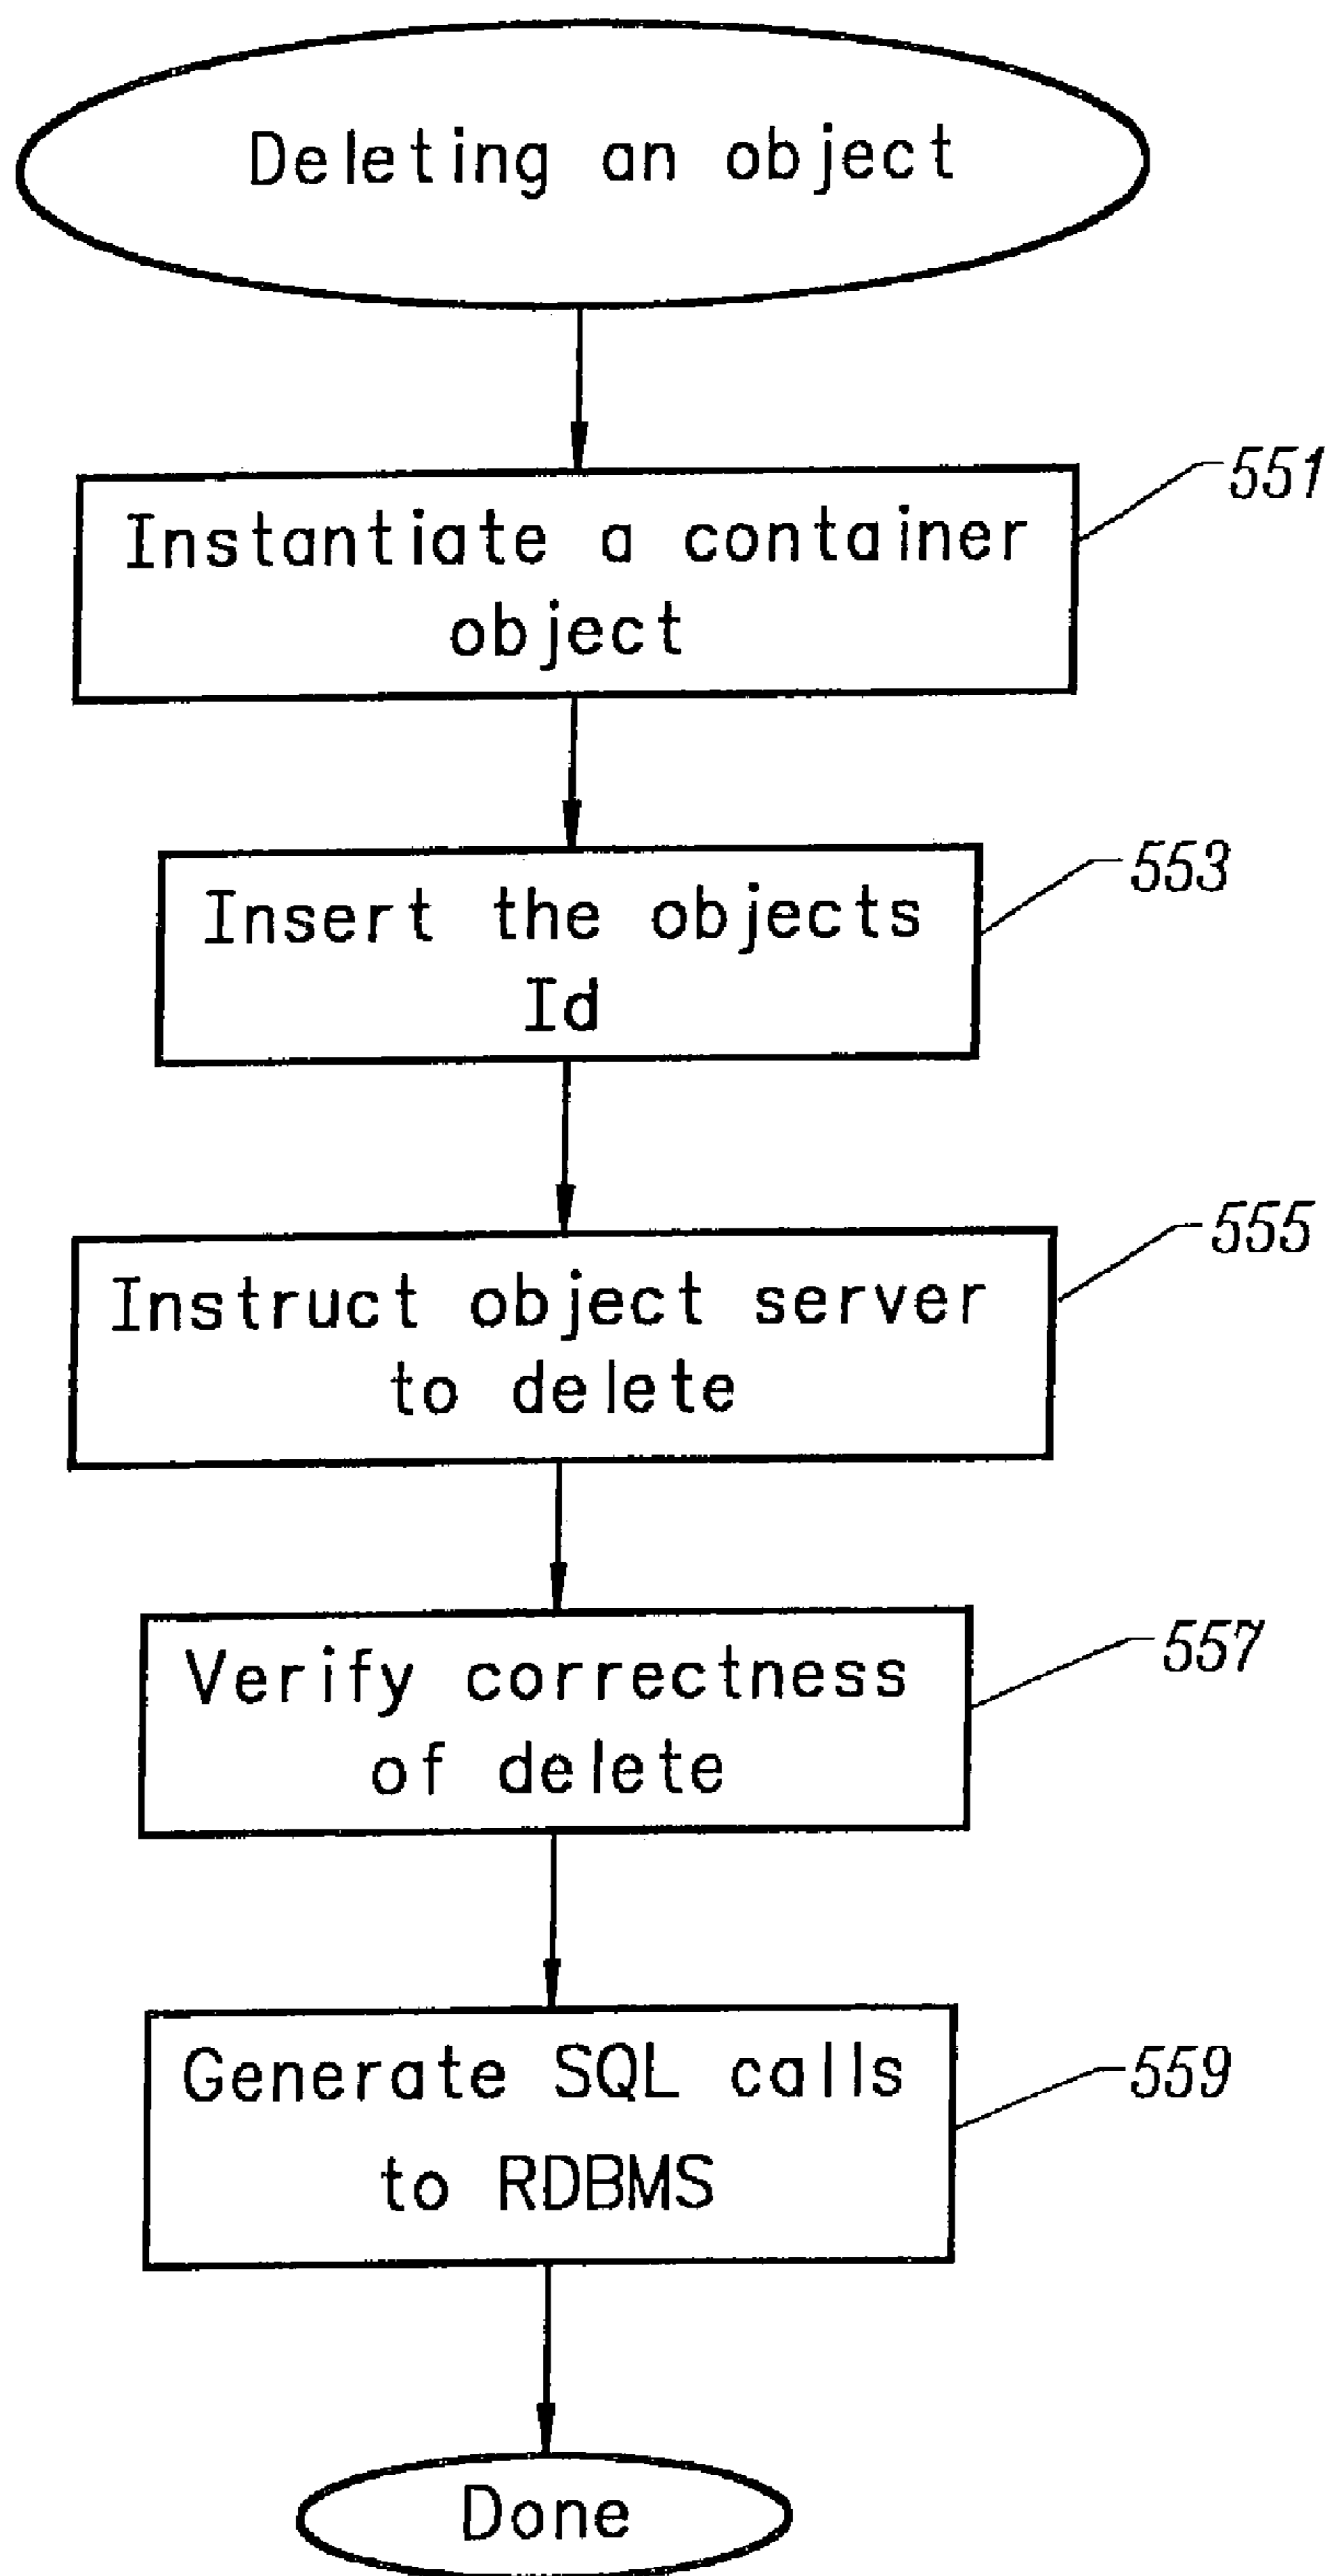 Deleting an object
551
Instantiate a container
object
553
Insert the objects
Id
555
Instruct object server
to delete
557
Verify correctness
of delete
559
Generate SQL calls
to RDBMS
Done